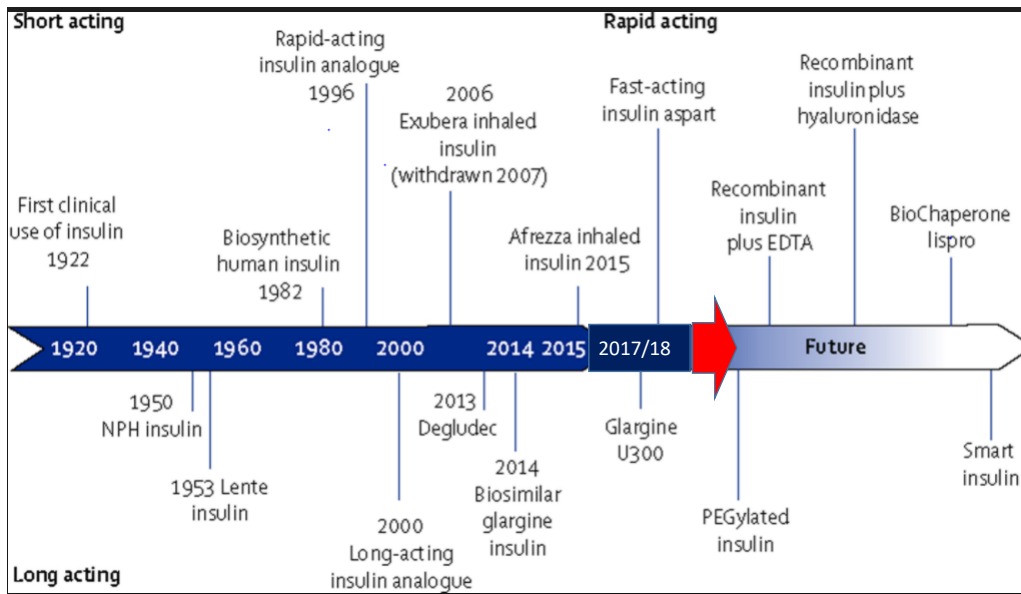 Short acting
Rapid acting
Rapid-acting
insulin analogue
1996
2006
Exubera inhaled
insulin
(withdrawn 2007)
Fast-acting
insulin aspart
Recombinant
insulin plus
hyaluronidase
First clinical
use of insulin
1922
Biosynthetic
human insulin
1982
Afrezza inhaled
insulin 2015
Recombinant
insulin
plus EDTA
BioChaperone
lispro
1920 1940 1960 1980 2000 2014 2015 2017/18 Future
1950
NPH insulin
1953 Lente
insulin
2000
Long-acting
insulin analogue
2013
Degludec
2014
Biosimilar
glargine
insulin
Glargine
U300
PEGylated
insulin
Smart
insulin
Long acting